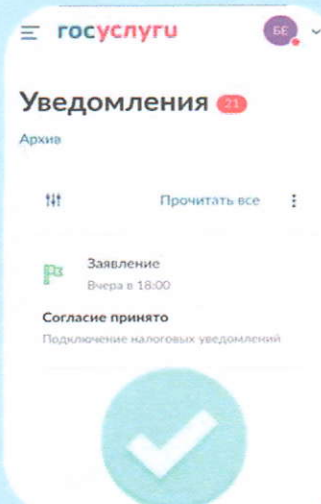 госуслуги
БЕ
Уведомления 21
Архив
Прочитать все
Заявление
Вчера в 18:00
Согласие принято
Подключение налоговых уведомлений